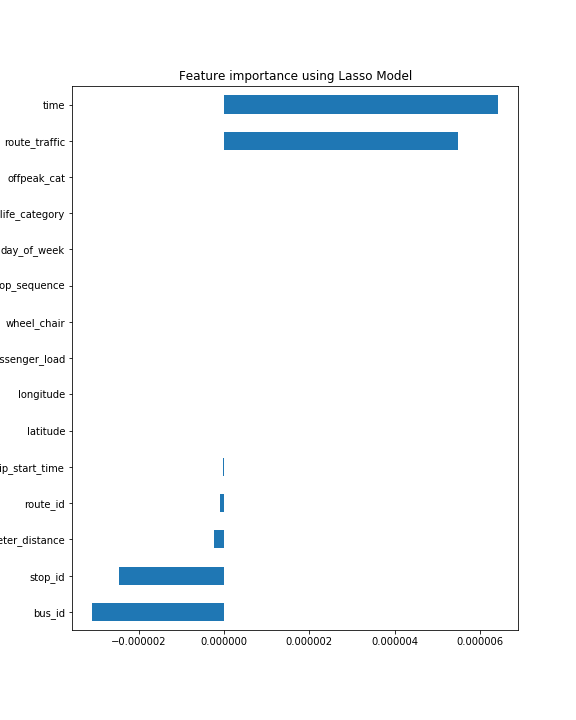 Feature importance using Lasso Model
time
route_traffic
offpeak_cat
life_category
day_of_week
op_sequence
wheel_chair
ssenger_load
longitude
latitude
ip_start_time
route_id
eter_distance
stop_id
bus_id
−0.000002 0.000000 0.000002 0.000004 0.000006